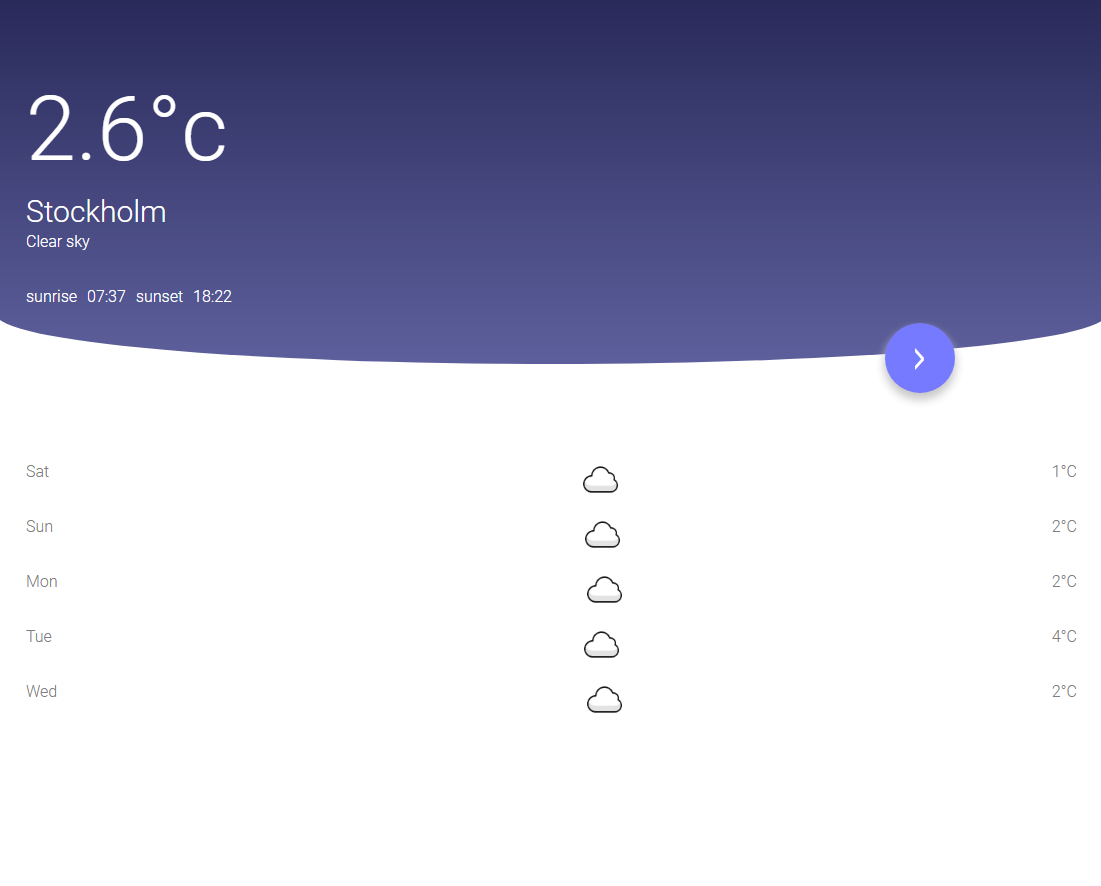 2.6°c
Stockholm
Clear sky
sunrise 07:37 sunset 18:22
Sat 1°C
Sun 2°C
Mon 2°C
Tue 4°C
Wed 2°C